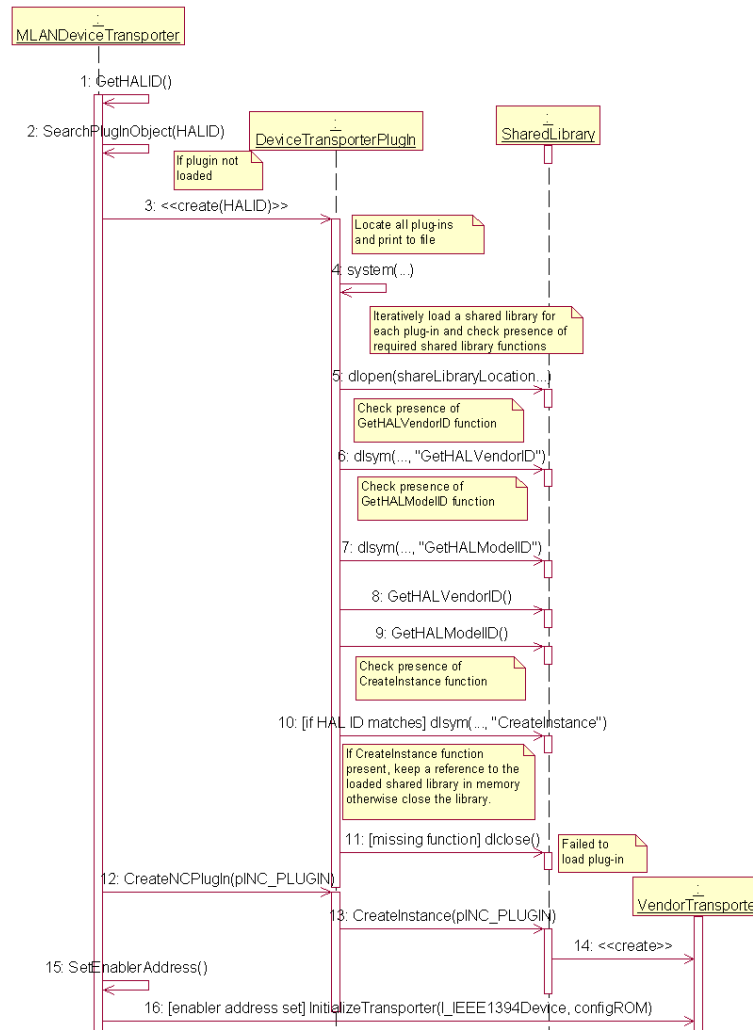 :
MLANDeviceTransporter
1: GetHALID()
:
DeviceTransporterPlugIn
:
SharedLibrary
2: SearchPlugInObject(HALID)
If plugin not
loaded
3: <<create(HALID)>>
Locate all plug-ins
and print to file
4: system(...)
Iteratively load a shared library for
each plug-in and check presence of
required shared library functions
5: dlopen(shareLibraryLocation...)
Check presence of
GetHALVendorID function
6: dlsym(..., "GetHALVendorID")
Check presence of
GetHALModelID function
7: dlsym(..., "GetHALModelID")
8: GetHALVendorID()
9: GetHALModelID()
Check presence of
CreateInstance function
10: [if HAL ID matches] dlsym(..., "CreateInstance")
If CreateInstance function
present, keep a reference to the
loaded shared library in memory
otherwise close the library.
11: [missing function] dlclose()
Failed to
load plug-in
12: CreateNCPlugIn(pINC_PLUGIN)
:
VendorTransporte
13: CreateInstance(pINC_PLUGIN)
14: <<create>>
15: SetEnablerAddress()
16: [enabler address set] InitializeTransporter(I_IEEE1394Device, configROM)